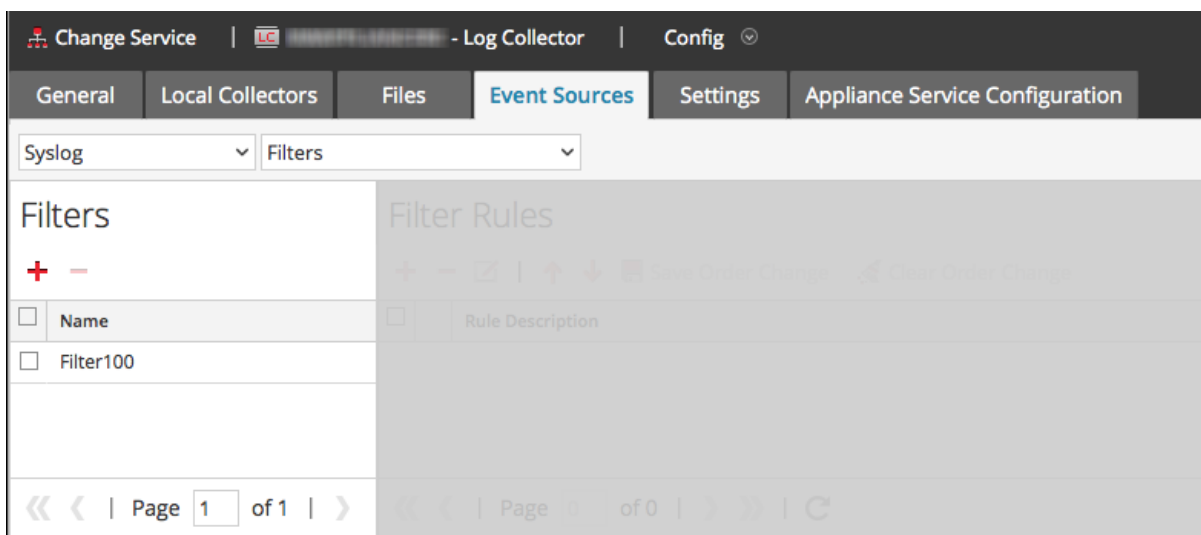 Change Service | LC - Log Collector | Config
General Local Collectors Files Event Sources Settings Appliance Service Configuration
Syslog Filters
Filters Filter Rules
Save Order Change Clear Order Change
Name Rule Description
Filter100
Page 1 of 1 | Page 0 of 0